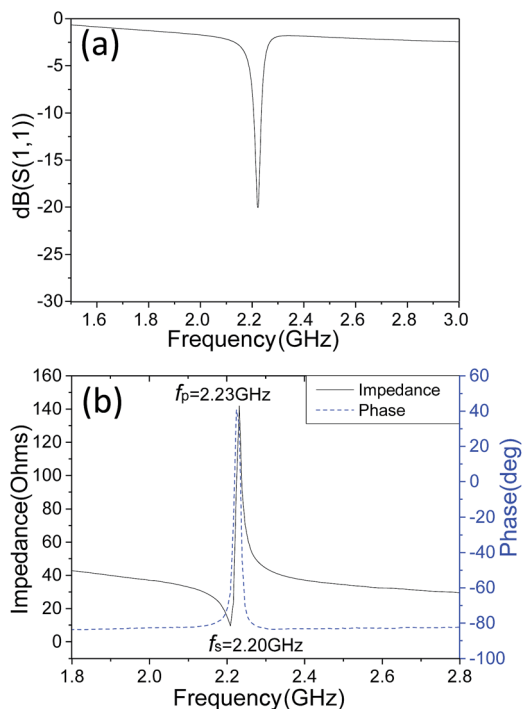 (a)
0
-5
-10
-15
-20
-25
-30
dB(S(1,1))
1.6 1.8 2.0 2.2 2.4 2.6 2.8 3.0
Frequency(GHz)
(b)
fp=2.23GHz
Impedance
Phase
160
140
120
100
80
60
40
20
0
Impedance(Ohms)
60
40
20
0
-20
-40
-60
-80
-100
Phase(deg)
fs=2.20GHz
1.8 2.0 2.2 2.4 2.6 2.8
Frequency(GHz)